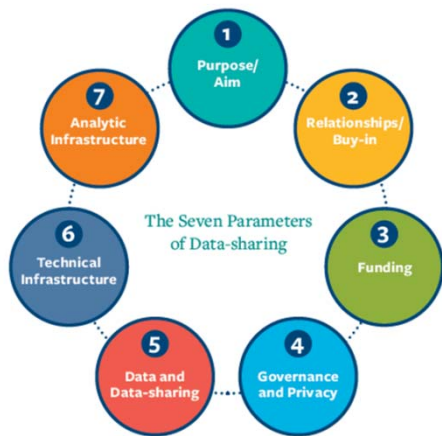 The Seven Parameters
of Data-sharing
1
Purpose/
Aim
2
Relationships/
Buy-in
3
Funding
4
Governance
and Privacy
5
Data and
Data-sharing
6
Technical
Infrastructure
7
Analytic
Infrastructure